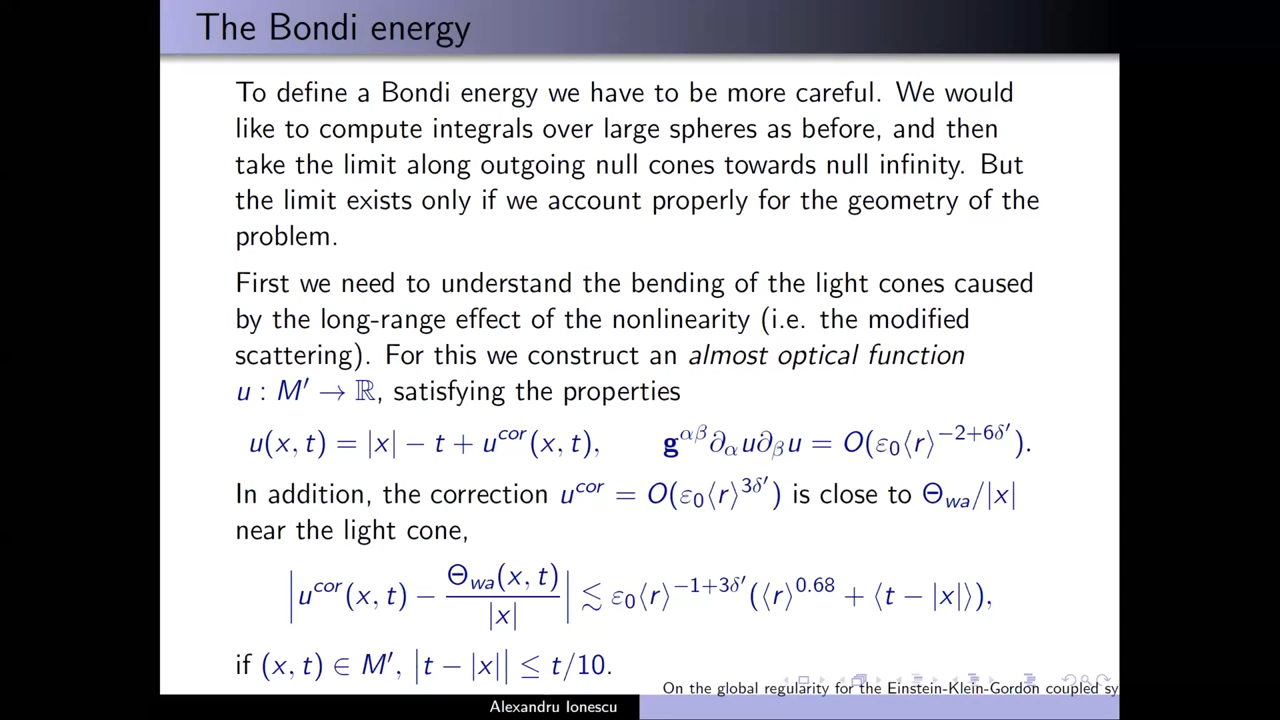 The Bondi energy
To define a Bondi energy we have to be more careful. We would
like to compute integrals over large spheres as before, and then
take the limit along outgoing null cones towards null infinity. But
the limit exists only if we account properly for the geometry of the
problem.
First we need to understand the bending of the light cones caused
by the long-range effect of the nonlinearity (i.e. the modified
scattering). For this we construct an almost optical function
u : M′ → ℝ, satisfying the properties
u(x, t) = |x| − t + u^{cor}(x, t), g^{αβ}∂_αu∂_βu = O(ε_0⟨r⟩^{−2+6δ′}).
In addition, the correction u^{cor} = O(ε_0⟨r⟩^{3δ′}) is close to Θ_{wa}/|x|
near the light cone,
|u^{cor}(x, t) − Θ_{wa}(x, t)/|x|| ≲ ε_0⟨r⟩^{−1+3δ′}(⟨r⟩^{0.68} + ⟨t − |x|⟩),
if (x, t) ∈ M′, |t − |x|| ≤ t/10.
On the global regularity for the Einstein-Klein-Gordon coupled sy
Alexandru Ionescu